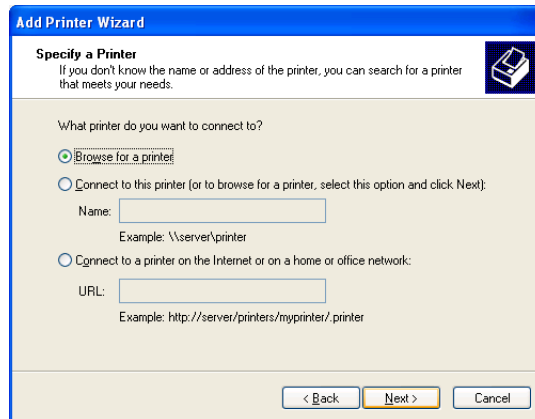 Add Printer Wizard
Specify a Printer
If you don't know the name or address of the printer, you can search for a printer
that meets your needs.
What printer do you want to connect to?
Browse for a printer
Connect to this printer (or to browse for a printer, select this option and click Next):
Name:
Example: \\server\printer
Connect to a printer on the Internet or on a home or office network:
URL:
Example: http://server/printers/myprinter/.printer
< Back Next > Cancel